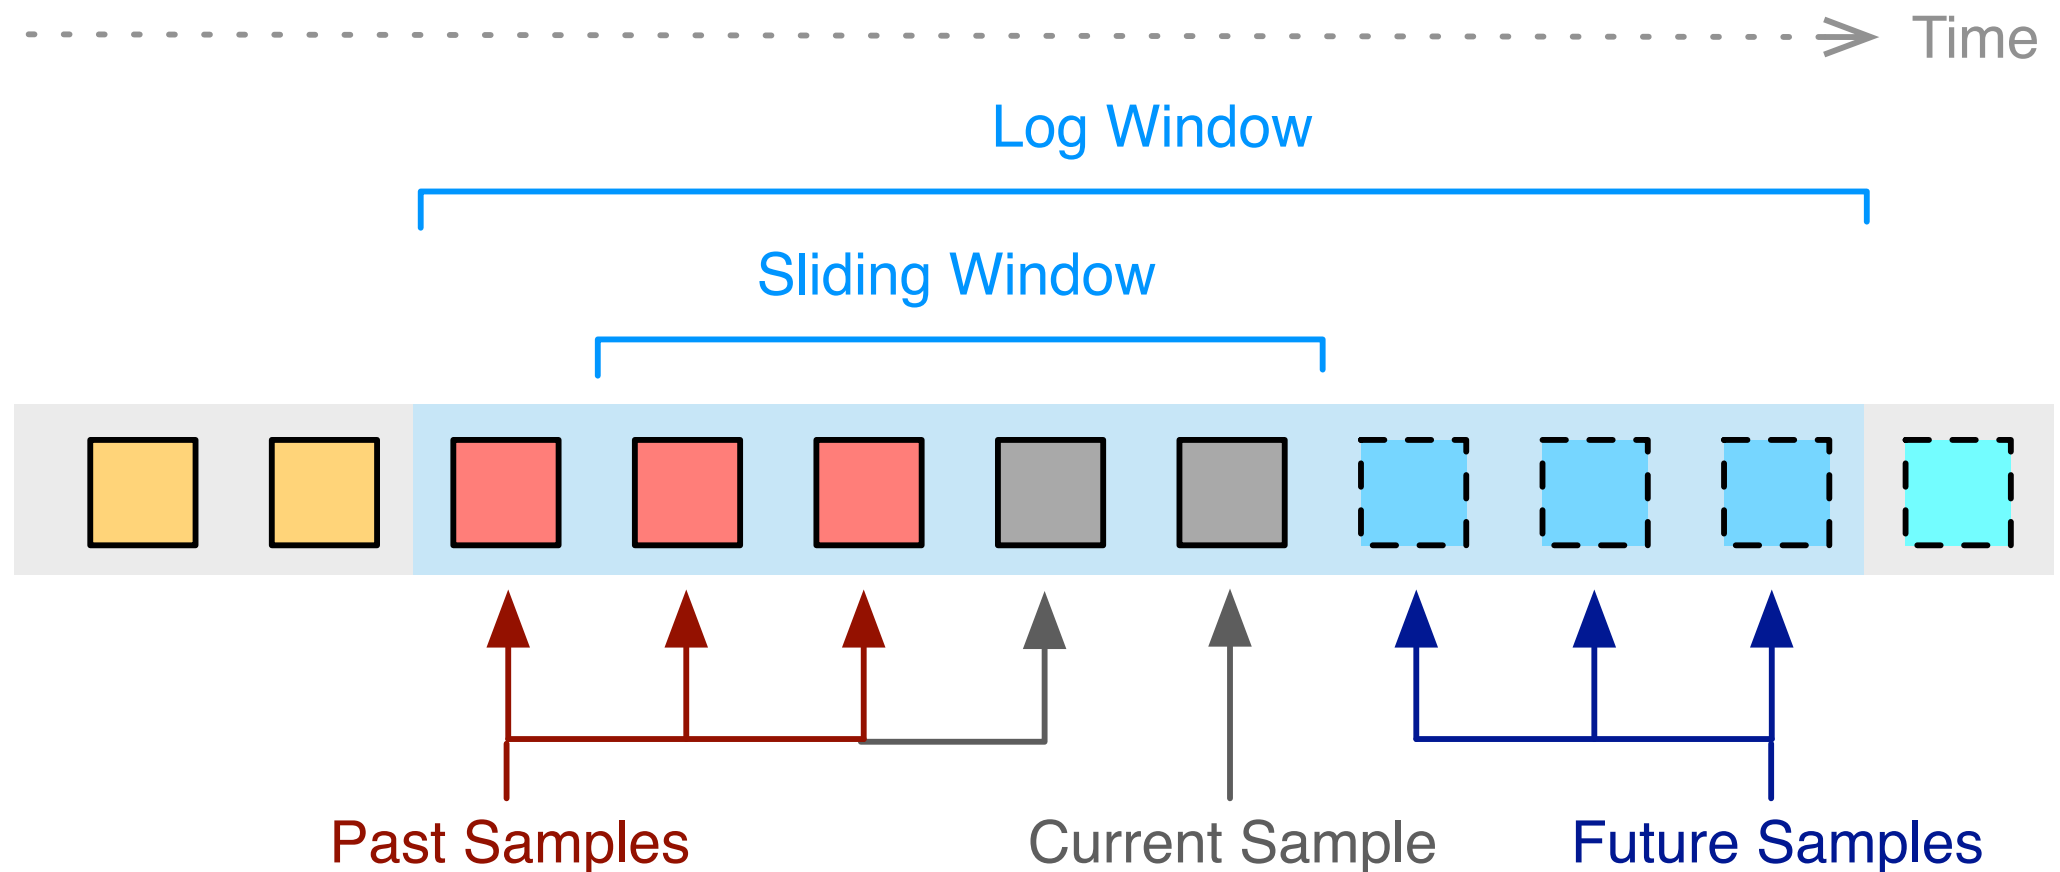 Time
Log Window
Sliding Window
Past Samples
Current Sample
Future Samples